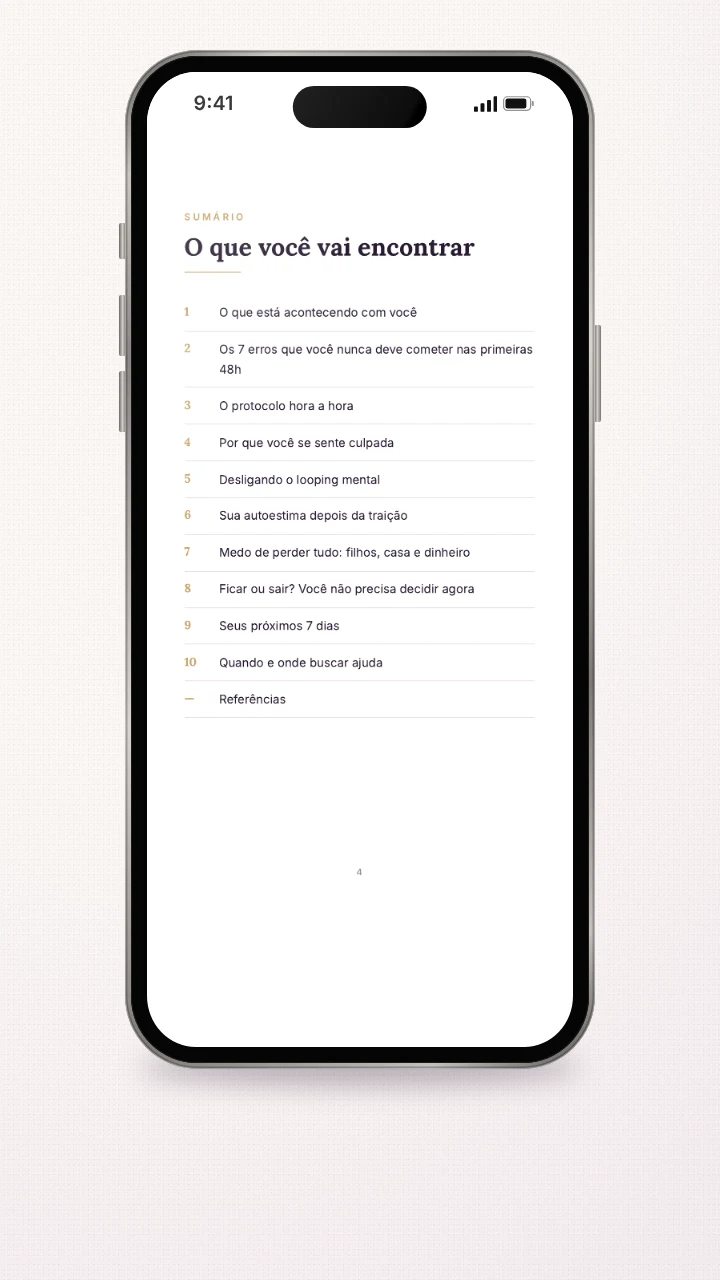 9:41
SUMÁRIO
O que você vai encontrar
1 O que está acontecendo com você
2 Os 7 erros que você nunca deve cometer nas primeiras
48h
3 O protocolo hora a hora
4 Por que você se sente culpada
5 Desligando o looping mental
6 Sua autoestima depois da traição
7 Medo de perder tudo: filhos, casa e dinheiro
8 Ficar ou sair? Você não precisa decidir agora
9 Seus próximos 7 dias
10 Quando e onde buscar ajuda
— Referências
4